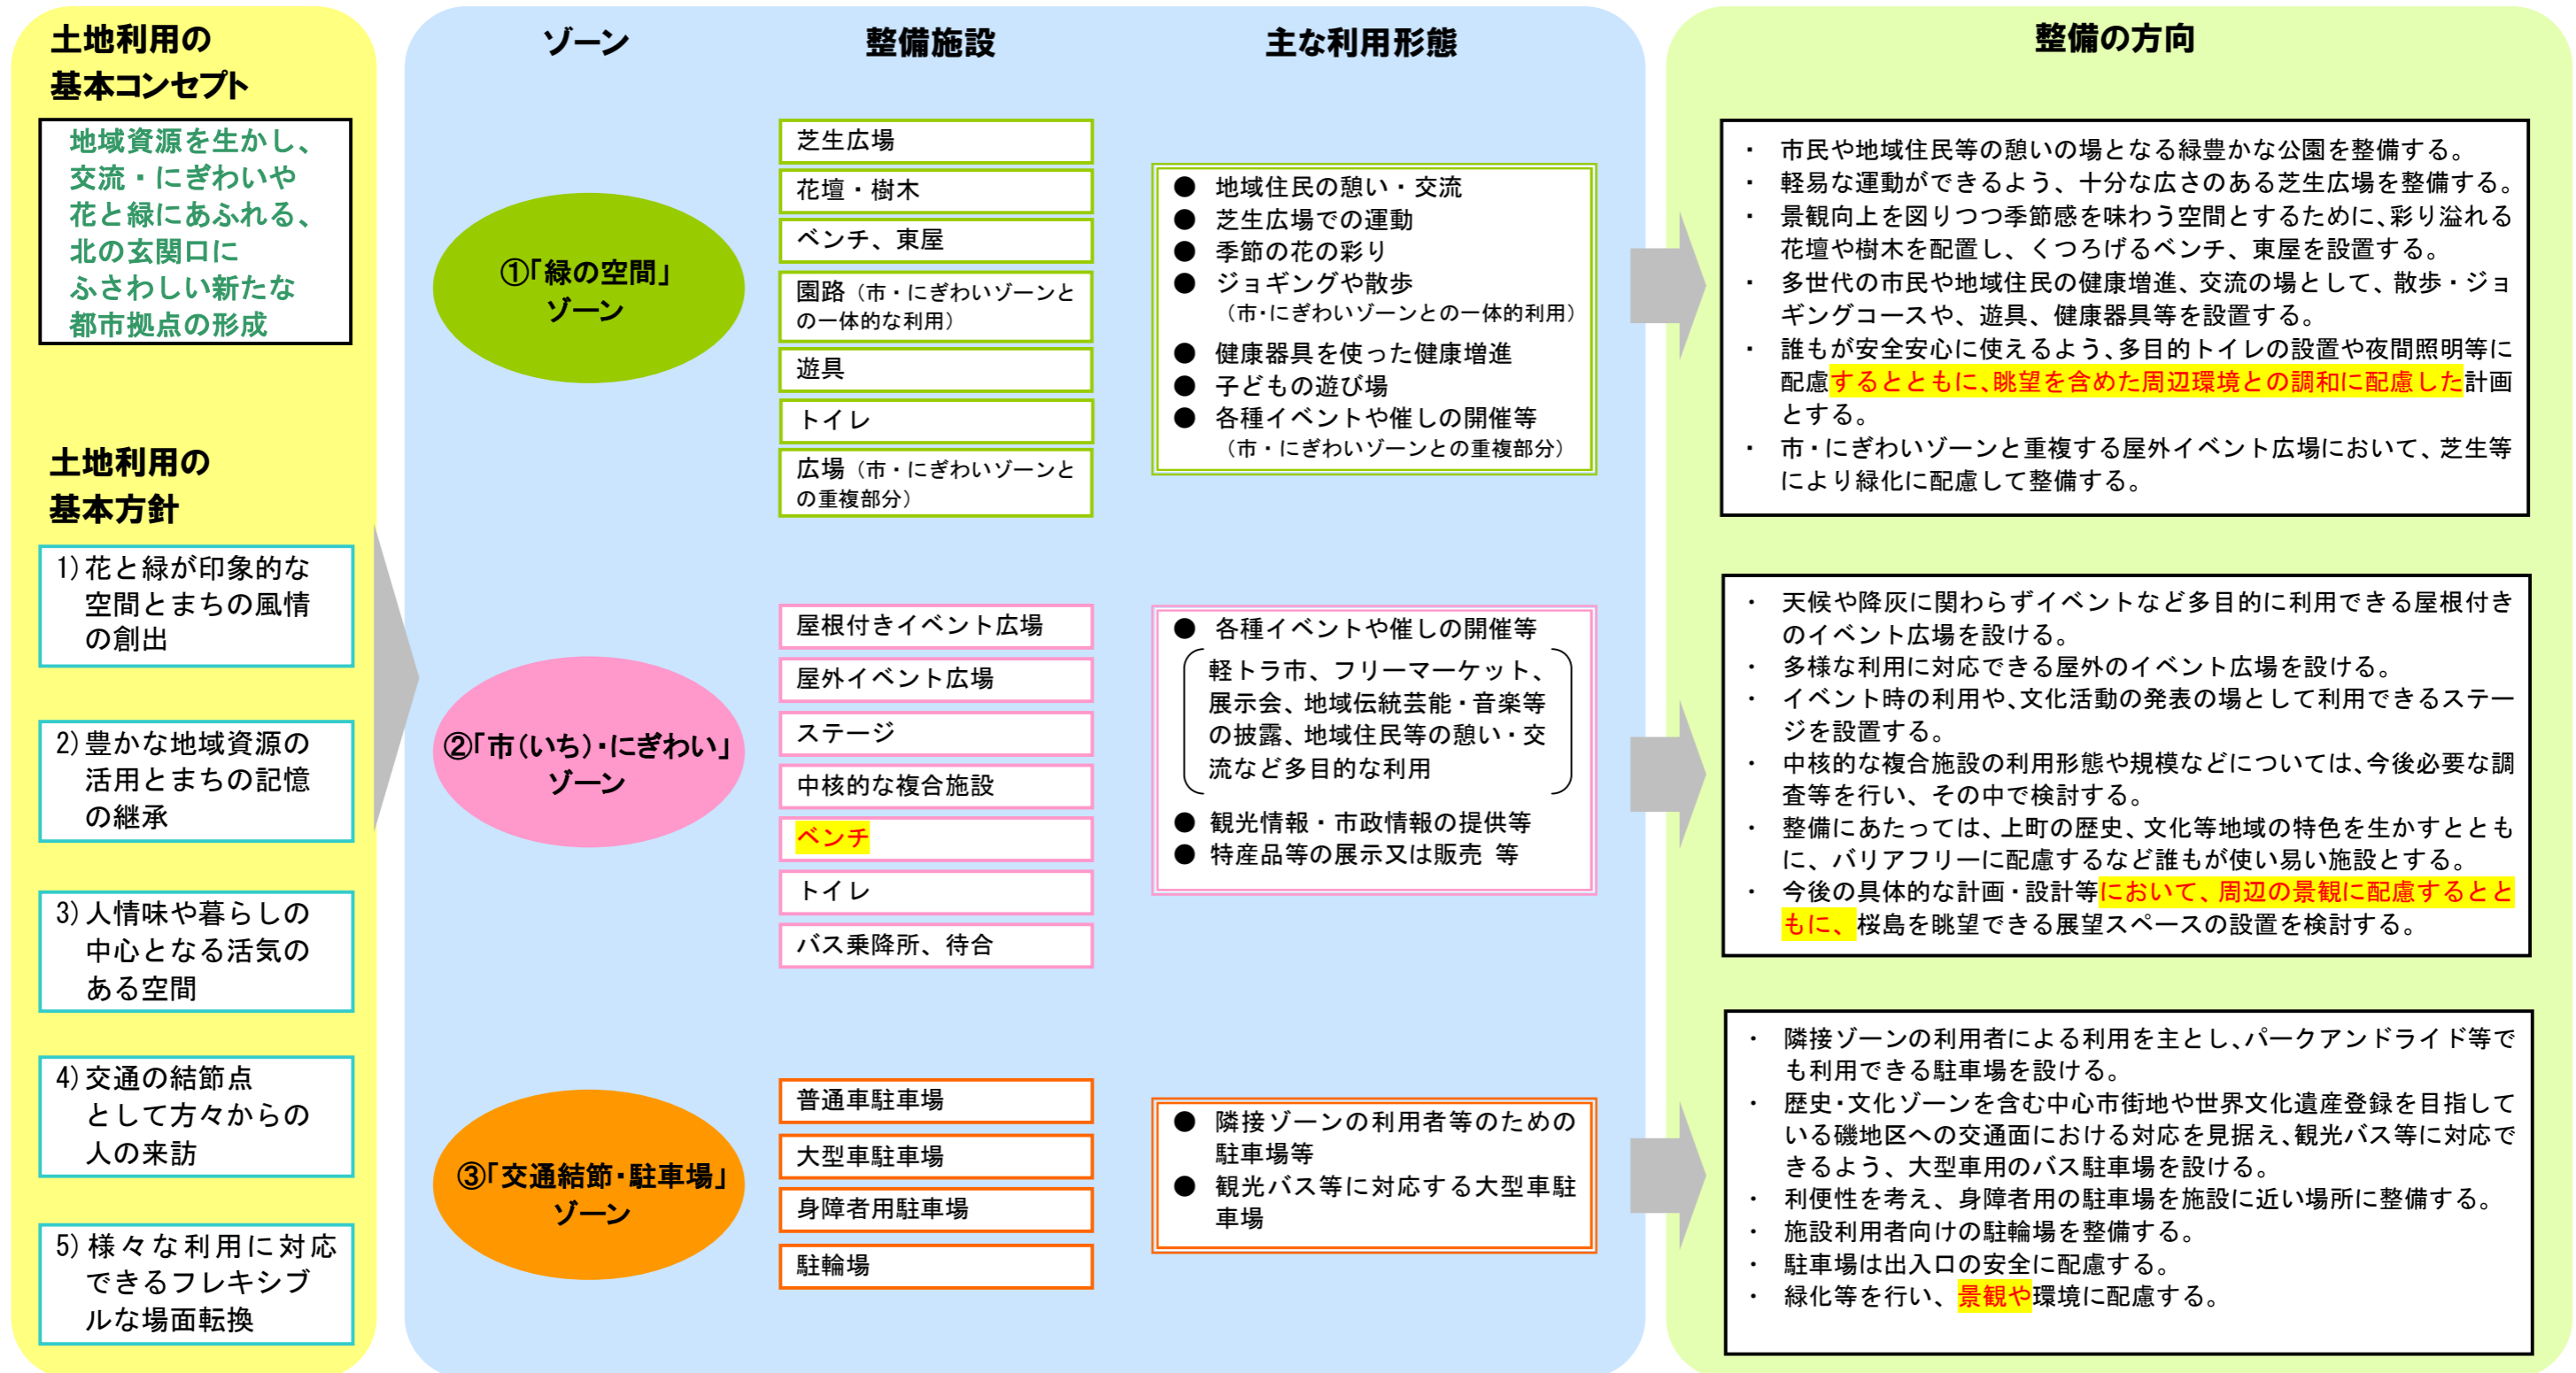 土地利用の
基本コンセプト
地域資源を生かし、
交流・にぎわいや
花と緑にあふれる、
北の玄関口に
ふさわしい新たな
都市拠点の形成
土地利用の
基本方針
1)花と緑が印象的な
空間とまちの風情
の創出
2)豊かな地域資源の
活用とまちの記憶
の継承
3)人情味や暮らしの
中心となる活気の
ある空間
4)交通の結節点
として方々からの
人の来訪
5)様々な利用に対応
できるフレキシブ
ルな場面転換
ゾーン
整備施設
主な利用形態
整備の方向
①「緑の空間」
ゾーン
芝生広場
花壇・樹木
ベンチ、東屋
園路（市・にぎわいゾーンと
の一体的な利用）
遊具
トイレ
広場（市・にぎわいゾーンと
の重複部分）
● 地域住民の憩い・交流
● 芝生広場での運動
● 季節の花の彩り
● ジョギングや散歩
（市・にぎわいゾーンとの一体的利用）
● 健康器具を使った健康増進
● 子どもの遊び場
● 各種イベントや催しの開催等
（市・にぎわいゾーンとの重複部分）
・ 市民や地域住民等の憩いの場となる緑豊かな公園を整備する。
・ 軽易な運動ができるよう、十分な広さのある芝生広場を整備する。
・ 景観向上を図りつつ季節感を味わう空間とするために、彩り溢れる
花壇や樹木を配置し、くつろげるベンチ、東屋を設置する。
・ 多世代の市民や地域住民の健康増進、交流の場として、散歩・ジョ
ギングコースや、遊具、健康器具等を設置する。
・ 誰もが安全安心に使えるよう、多目的トイレの設置や夜間照明等に
配慮するとともに、眺望を含めた周辺環境との調和に配慮した計画
とする。
・ 市・にぎわいゾーンと重複する屋外イベント広場において、芝生等
により緑化に配慮して整備する。
②「市(いち)・にぎわい」
ゾーン
屋根付きイベント広場
屋外イベント広場
ステージ
中核的な複合施設
ベンチ
トイレ
バス乗降所、待合
● 各種イベントや催しの開催等
軽トラ市、フリーマーケット、
展示会、地域伝統芸能・音楽等
の披露、地域住民等の憩い・交
流など多目的な利用
● 観光情報・市政情報の提供等
● 特産品等の展示又は販売 等
・ 天候や降灰に関わらずイベントなど多目的に利用できる屋根付き
のイベント広場を設ける。
・ 多様な利用に対応できる屋外のイベント広場を設ける。
・ イベント時の利用や、文化活動の発表の場として利用できるステー
ジを設置する。
・ 中核的な複合施設の利用形態や規模などについては、今後必要な調
査等を行い、その中で検討する。
・ 整備にあたっては、上町の歴史、文化等地域の特色を生かすととも
に、バリアフリーに配慮するなど誰もが使い易い施設とする。
・ 今後の具体的な計画・設計等において、周辺の景観に配慮するとと
もに、桜島を眺望できる展望スペースの設置を検討する。
③「交通結節・駐車場」
ゾーン
普通車駐車場
大型車駐車場
身障者用駐車場
駐輪場
● 隣接ゾーンの利用者等のための
駐車場等
● 観光バス等に対応する大型車駐
車場
・ 隣接ゾーンの利用者による利用を主とし、パークアンドライド等で
も利用できる駐車場を設ける。
・ 歴史・文化ゾーンを含む中心市街地や世界文化遺産登録を目指して
いる磯地区への交通面における対応を見据え、観光バス等に対応で
きるよう、大型車用のバス駐車場を設ける。
・ 利便性を考え、身障者用の駐車場を施設に近い場所に整備する。
・ 施設利用者向けの駐輪場を整備する。
・ 駐車場は出入口の安全に配慮する。
・ 緑化等を行い、景観や環境に配慮する。